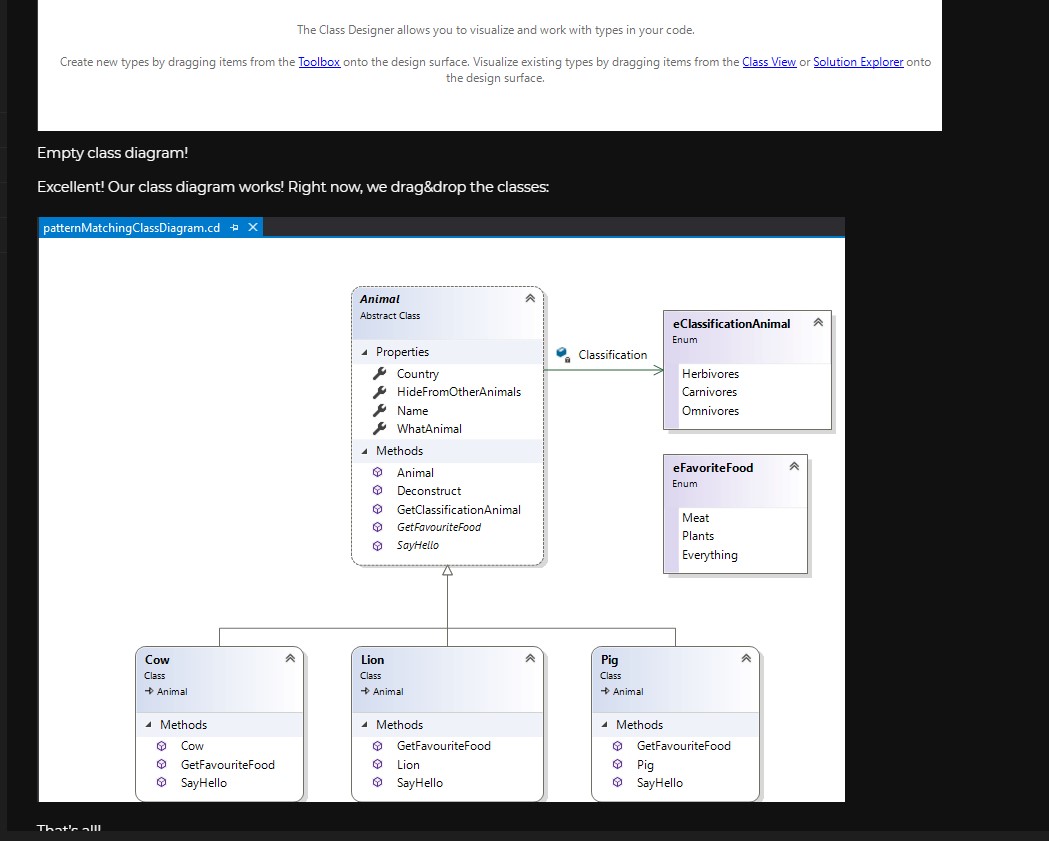 The Class Designer allows you to visualize and work with types in your code.
Create new types by dragging items from the Toolbox onto the design surface. Visualize existing types by dragging items from the Class View or Solution Explorer onto
the design surface.
Empty class diagram!
Excellent! Our class diagram works! Right now, we drag&drop the classes:
patternMatchingClassDiagram.cd
Animal
Abstract Class
Properties
Country
HideFromOtherAnimals
Name
WhatAnimal
Methods
Animal
Deconstruct
GetClassificationAnimal
GetFavouriteFood
SayHello
Classification
eClassificationAnimal
Enum
Herbivores
Carnivores
Omnivores
eFavoriteFood
Enum
Meat
Plants
Everything
Cow
Class
Animal
Methods
Cow
GetFavouriteFood
SayHello
Lion
Class
Animal
Methods
GetFavouriteFood
Lion
SayHello
Pig
Class
Animal
Methods
GetFavouriteFood
Pig
SayHello
That's all!